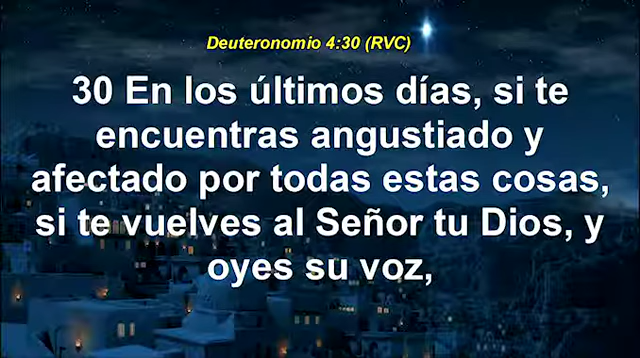 Deuteronomio 4:30 (RVC)
30 En los últimos días, si te
encuentras angustiado y
afectado por todas estas cosas,
si te vuelves al Señor tu Dios, y
oyes su voz,